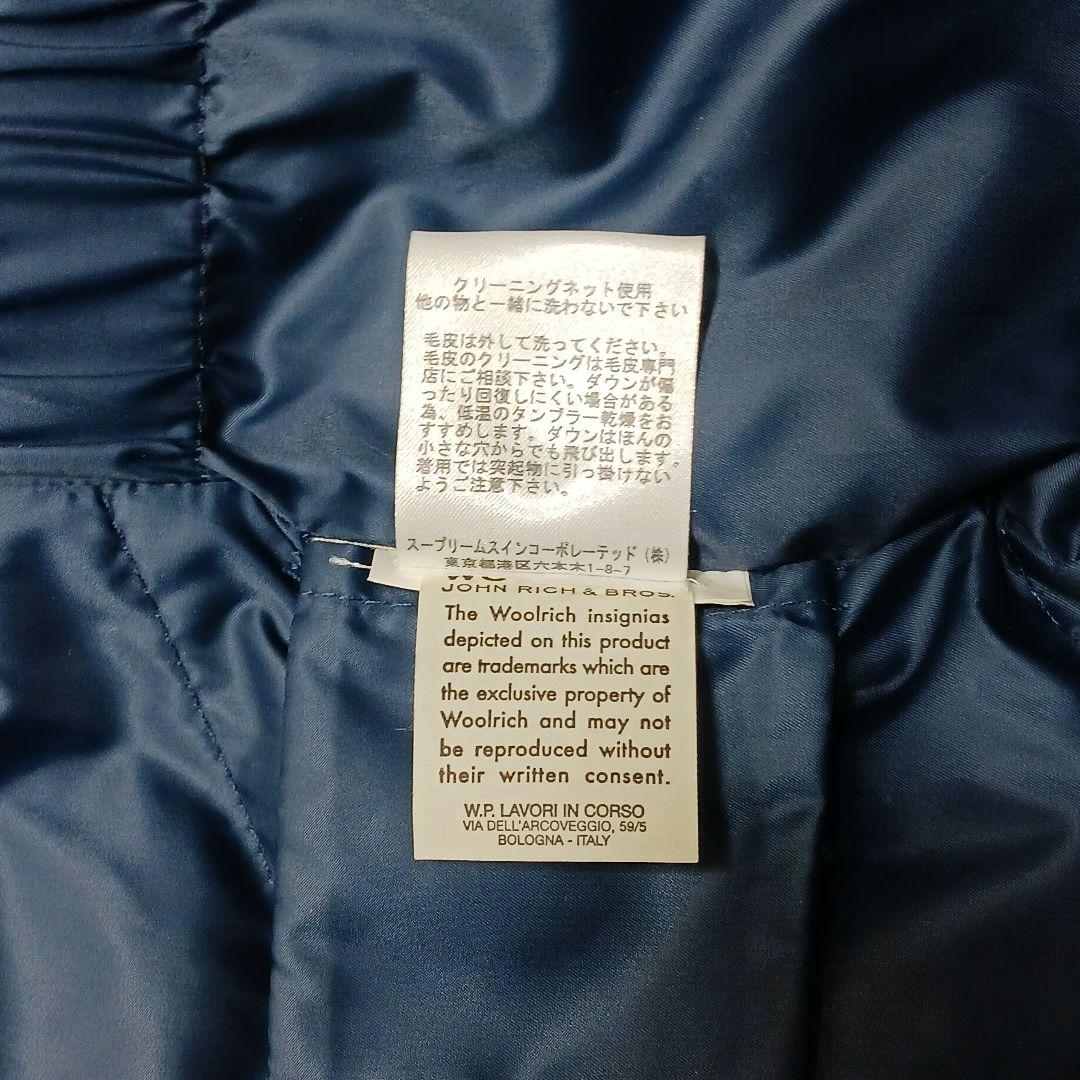 クリーニングネット使用
他の物と一緒に洗わないで下さい
毛皮は外して洗ってください。
毛皮のクリーニングは毛皮専門
店にご相談下さい。ダウンが偏
ったり回復しにくい場合がある
為、低温のタンブラー乾燥をお
すすめします。ダウンはほんの
小さな穴からでも飛び出します。
着用では突起物に引っ掛けない
ようご注意下さい。
スープリームスインコーポレーテッド（株）
東京都港区六本木1-8-7
JOHN RICH & BROS.
The Woolrich insignias
depicted on this product
are trademarks which are
the exclusive property of
Woolrich and may not
be reproduced without
their written consent.
W.P. LAVORI IN CORSO
VIA DELL'ARCOVEGGIO, 59/5
BOLOGNA - ITALY